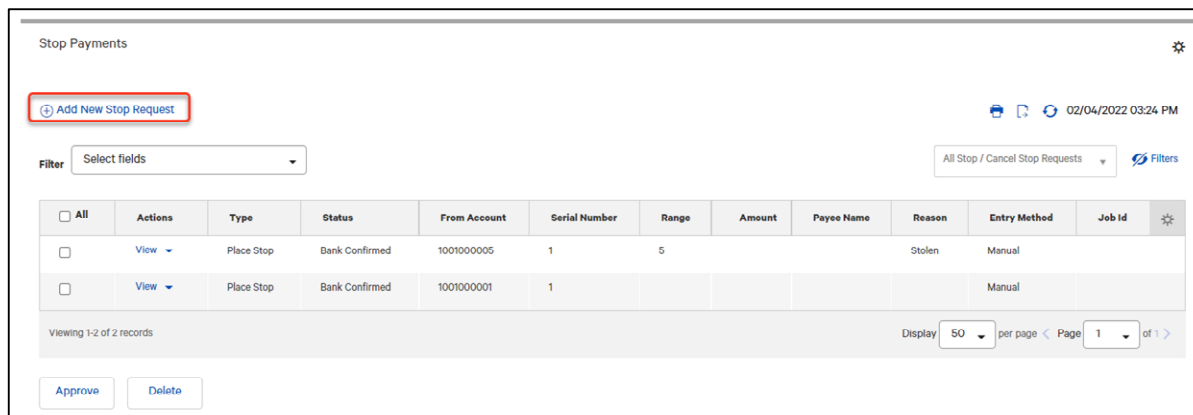 Stop Payments
Add New Stop Request
02/04/2022 03:24 PM
Filter Select fields All Stop / Cancel Stop Requests Filters
All Actions Type Status From Account Serial Number Range Amount Payee Name Reason Entry Method Job Id
View Place Stop Bank Confirmed 1001000005 1 5 Stolen Manual
View Place Stop Bank Confirmed 1001000001 1 Manual
Viewing 1-2 of 2 records Display 50 per page < Page 1 of 1 >
Approve Delete